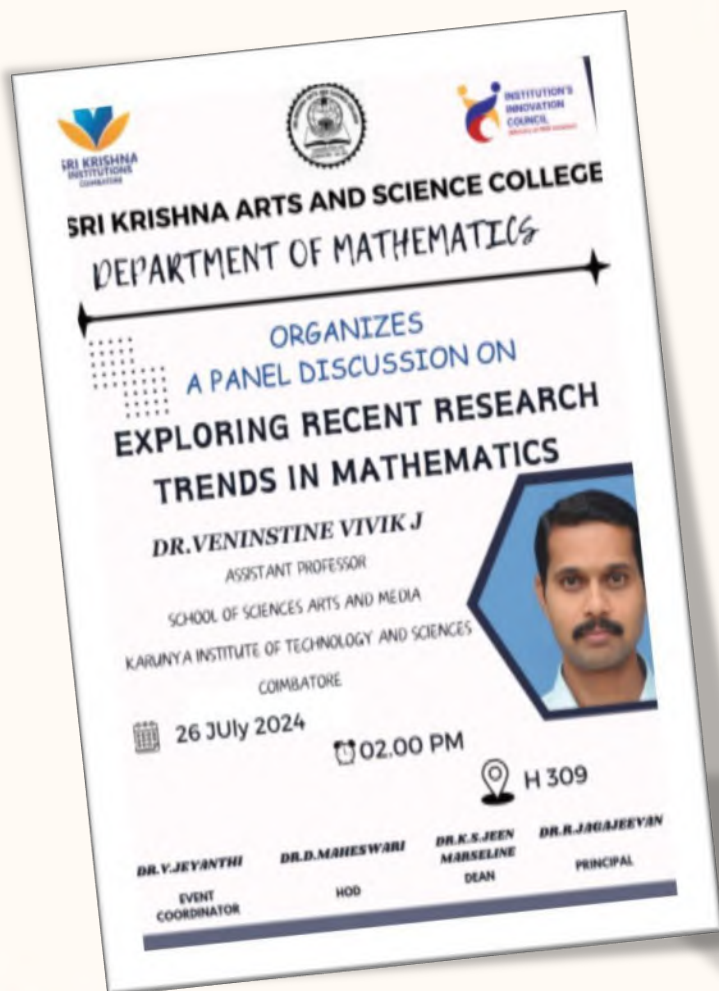 SRI KRISHNA
INSTITUTIONS
COIMBATORE
INSTITUTION'S
INNOVATION
COUNCIL
SRI KRISHNA ARTS AND SCIENCE COLLEGE
DEPARTMENT OF MATHEMATICS
ORGANIZES
A PANEL DISCUSSION ON
EXPLORING RECENT RESEARCH
TRENDS IN MATHEMATICS
DR.VENINSTINE VIVIK J
ASSISTANT PROFESSOR
SCHOOL OF SCIENCES ARTS AND MEDIA
KARUNYA INSTITUTE OF TECHNOLOGY AND SCIENCES
COIMBATORE
26 JUly 2024
02.00 PM
H 309
DR.V.JEYANTHI
EVENT
COORDINATOR
DR.D.MAHESWARI
HOD
DR.K.S.JEEN
MARSELINE
DEAN
DR.R.JAGAJEEVAN
PRINCIPAL